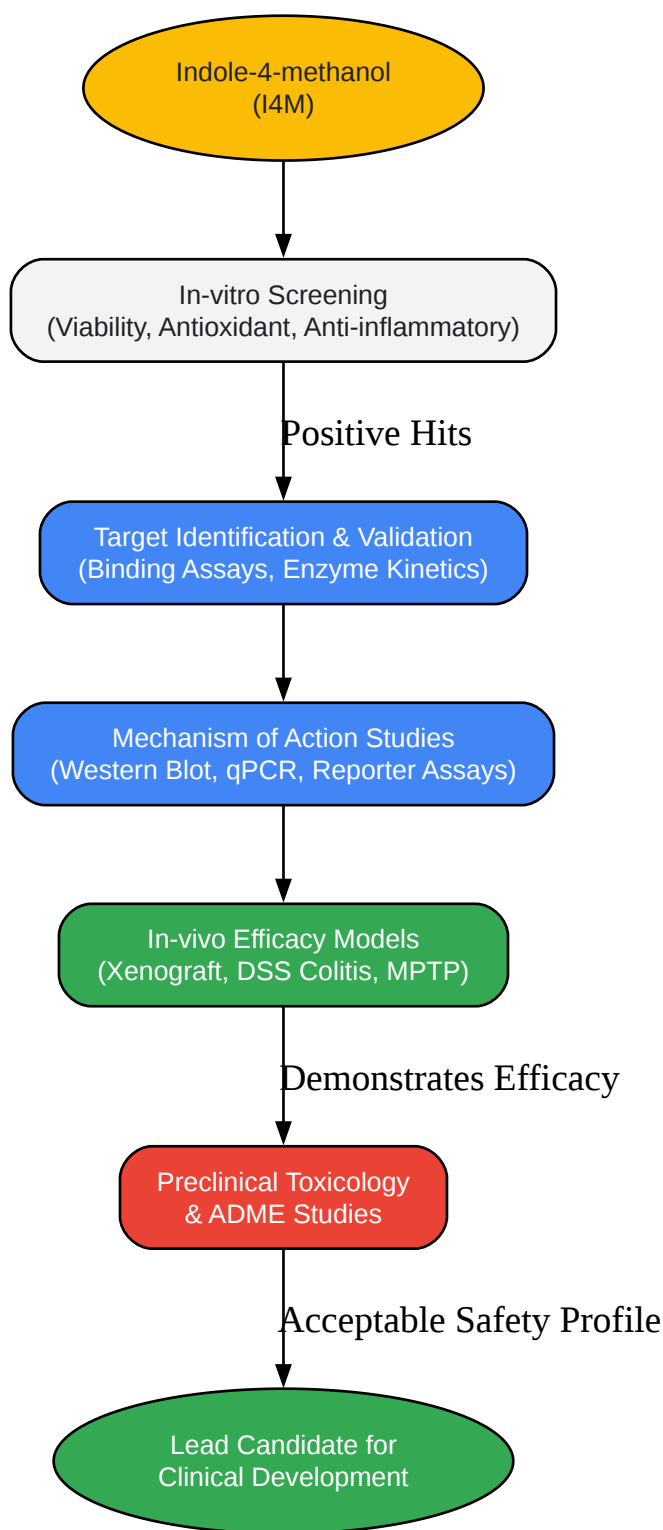 Indole-4-methanol
(I4M)
In-vitro Screening
(Viability, Antioxidant, Anti-inflammatory)
Positive Hits
Target Identification & Validation
(Binding Assays, Enzyme Kinetics)
Mechanism of Action Studies
(Western Blot, qPCR, Reporter Assays)
In-vivo Efficacy Models
(Xenograft, DSS Colitis, MPTP)
Demonstrates Efficacy
Preclinical Toxicology
& ADME Studies
Acceptable Safety Profile
Lead Candidate for
Clinical Development